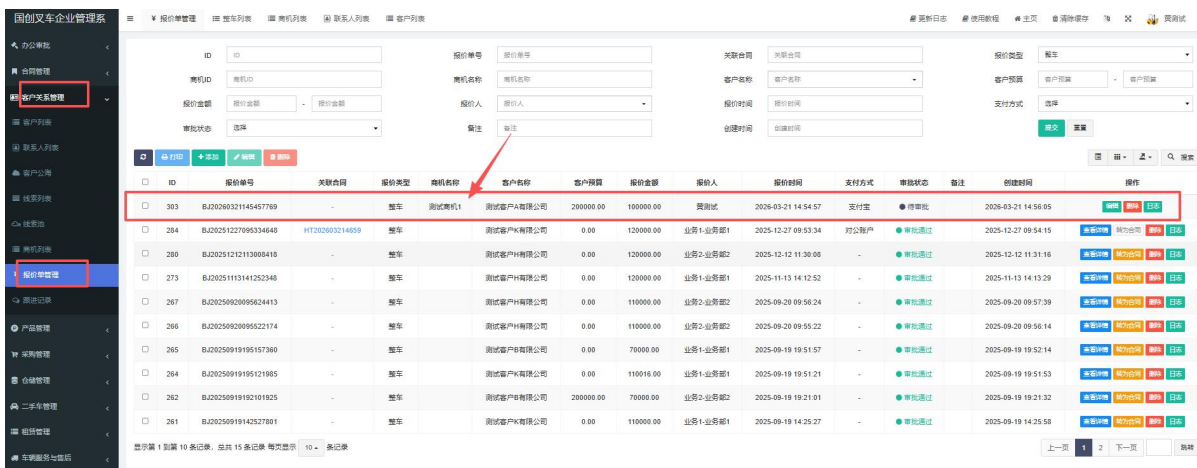 国创叉车企业管理系
¥ 报价单管理 整车列表 商机列表 联系人列表 客户列表 更新日志 使用教程 主页 清除缓存 贾测试
办公审批
合同管理
客户关系管理
客户列表
联系人列表
客户公海
线索列表
线索池
商机列表
报价单管理
跟进记录
产品管理
采购管理
仓储管理
二手车管理
租赁管理
车辆服务与售后
ID ID 报价单号 报价单号 关联合同 关联合同 报价类型 整车
商机ID 商机ID 商机名称 商机名称 客户名称 客户名称 客户预算 客户预算 - 客户预算
报价金额 报价金额 - 报价金额 报价人 报价人 报价时间 报价时间 支付方式 选择
审批状态 选择 备注 备注 创建时间 创建时间 提交 重置
打印 添加 编辑 删除 搜索
ID 报价单号 关联合同 报价类型 商机名称 客户名称 客户预算 报价金额 报价人 报价时间 支付方式 审批状态 备注 创建时间 操作
303 BJ20260321145457769 - 整车 测试商机1 测试客户A有限公司 200000.00 100000.00 贾测试 2026-03-21 14:54:57 支付宝 待审批 2026-03-21 14:56:05 编辑 删除 日志
284 BJ20251227095334648 HT202603214659 整车 测试客户K有限公司 0.00 120000.00 业务1-业务部1 2025-12-27 09:53:34 对公账户 审批通过 2025-12-27 09:54:15 查看详情 转为合同 删除 日志
280 BJ20251212113008418 - 整车 测试客户H有限公司 0.00 120000.00 业务2-业务部2 2025-12-12 11:30:08 - 审批通过 2025-12-12 11:31:16 查看详情 转为合同 删除 日志
273 BJ20251113141252348 - 整车 测试客户H有限公司 0.00 120000.00 业务1-业务部1 2025-11-13 14:12:52 - 审批通过 2025-11-13 14:13:29 查看详情 转为合同 删除 日志
267 BJ20250920095624413 - 整车 测试客户H有限公司 0.00 110000.00 业务2-业务部2 2025-09-20 09:56:24 - 审批通过 2025-09-20 09:57:39 查看详情 转为合同 删除 日志
266 BJ20250920095522174 - 整车 测试客户H有限公司 0.00 110000.00 业务2-业务部2 2025-09-20 09:55:22 - 审批通过 2025-09-20 09:56:14 查看详情 转为合同 删除 日志
265 BJ20250919195157360 - 整车 测试客户B有限公司 0.00 70000.00 业务1-业务部1 2025-09-19 19:51:57 - 审批通过 2025-09-19 19:52:14 查看详情 转为合同 删除 日志
264 BJ20250919195121985 - 整车 测试客户K有限公司 0.00 110016.00 业务1-业务部1 2025-09-19 19:51:21 - 审批通过 2025-09-19 19:51:53 查看详情 转为合同 删除 日志
262 BJ20250919192101925 - 整车 测试客户B有限公司 200000.00 70000.00 业务1-业务部1 2025-09-19 19:21:01 - 审批通过 2025-09-19 19:21:32 查看详情 转为合同 删除 日志
261 BJ20250919142527801 - 整车 测试客户K有限公司 0.00 110000.00 业务1-业务部1 2025-09-19 14:25:27 - 审批通过 2025-09-19 14:25:58 查看详情 转为合同 删除 日志
显示第 1 到第 10 条记录，总共 15 条记录 每页显示 10 条记录 上一页 1 2 下一页 跳转